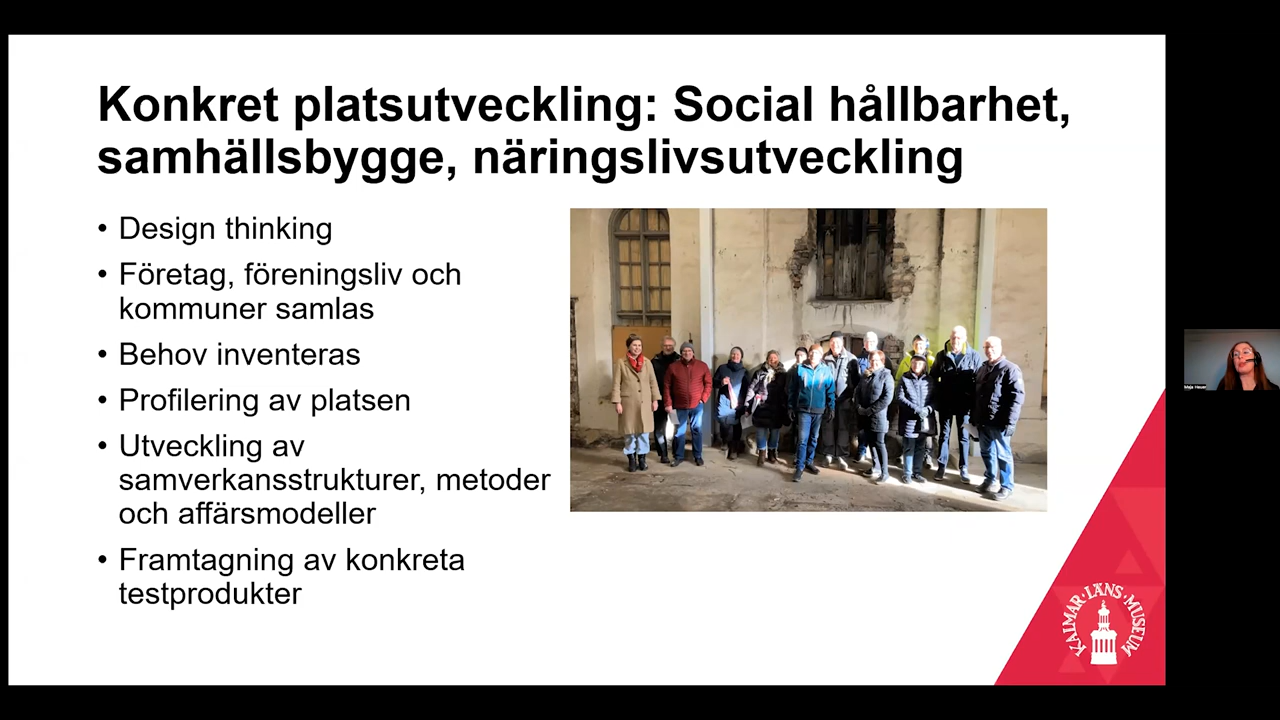 Konkret platsutveckling: Social hållbarhet,
samhällsbygge, näringslivsutveckling
• Design thinking
• Företag, föreningsliv och
kommuner samlas
• Behov inventeras
• Profilering av platsen
• Utveckling av
samverkansstrukturer, metoder
och affärsmodeller
• Framtagning av konkreta
testprodukter
KALMAR·LÄNS·MUSEUM